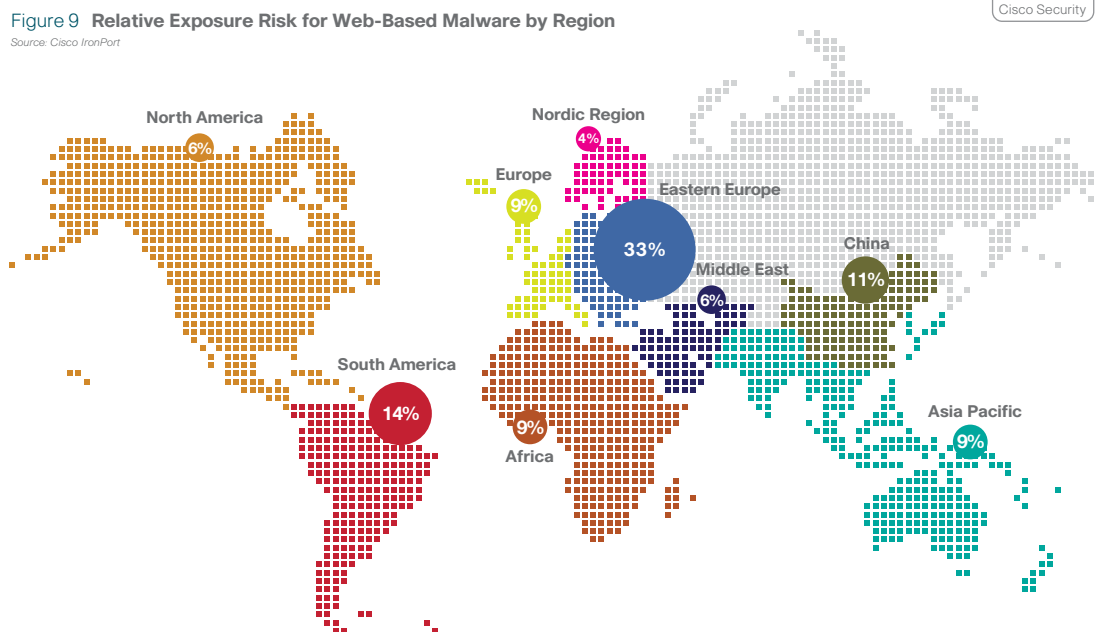 Figure 9 Relative Exposure Risk for Web-Based Malware by Region
Cisco Security
Source: Cisco IronPort
North America
6%
Nordic Region
4%
Europe
9%
Eastern Europe
33%
China
11%
Middle East
6%
South America
14%
9%
Africa
Asia Pacific
9%